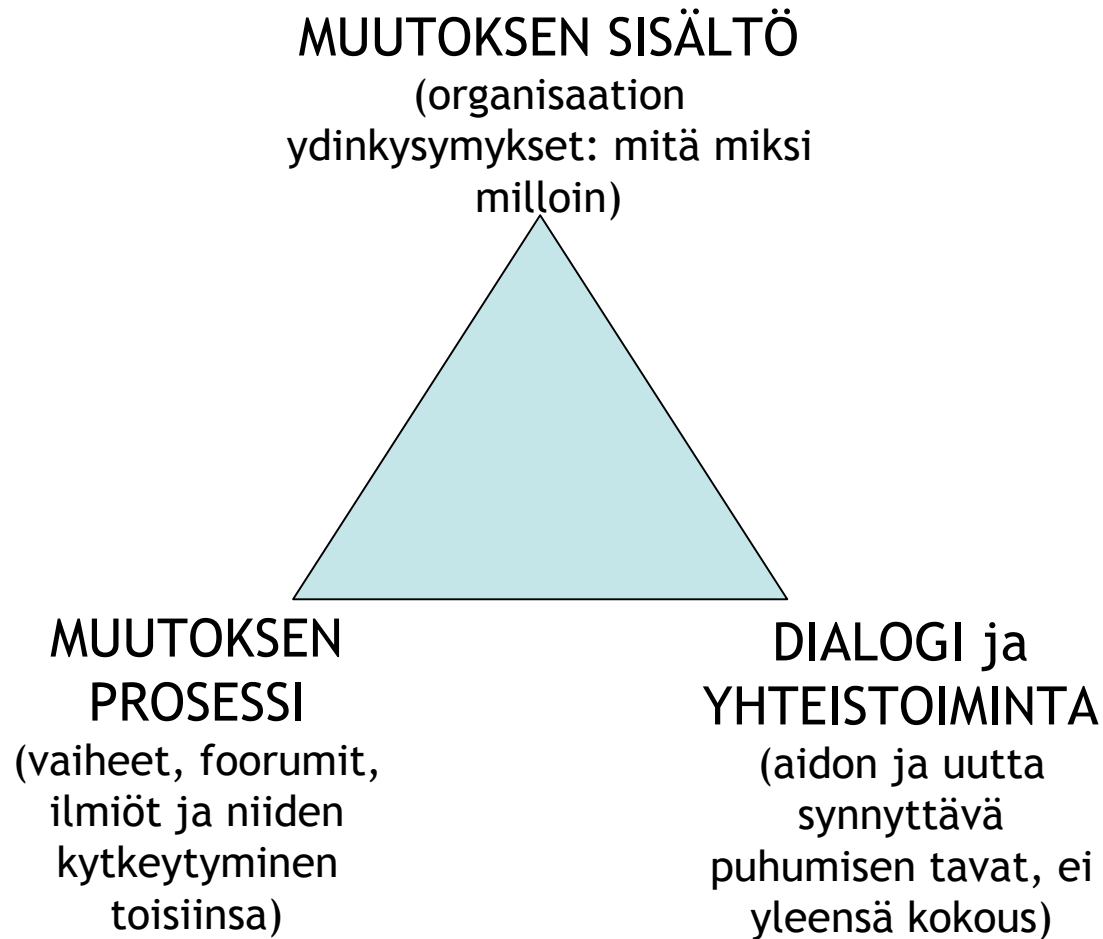 MUUTOKSEN SISÄLTÖ
(organisaation
ydinkysymykset: mitä miksi
milloin)
MUUTOKSEN
PROSESSI
(vaiheet, foorumit,
ilmiöt ja niiden
kytkeytyminen
toisiinsa)
DIALOGI ja
YHTEISTOIMINTA
(aidon ja uutta
synnyttävä
puhumisen tavat, ei
yleensä kokous)